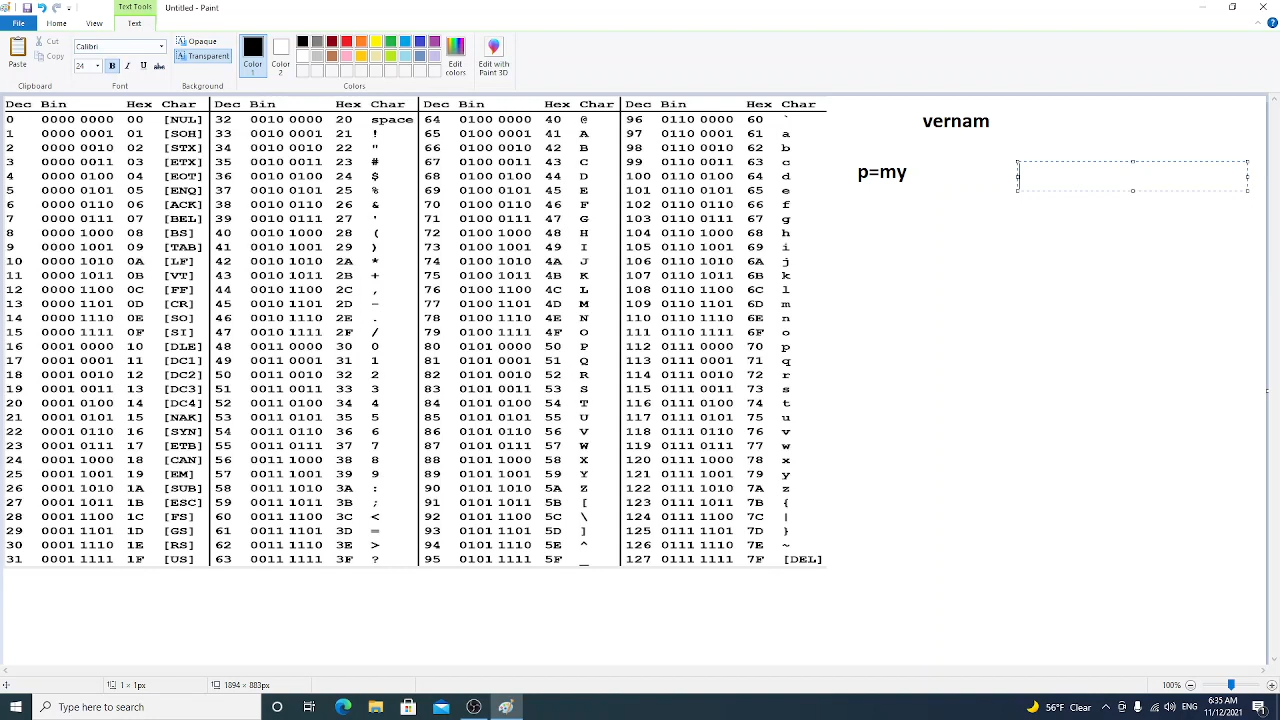 Text Tools
Untitled - Paint
File
Home
View
Text
Paste
Cut
Copy
Clipboard
Calibri
24
B
I
U
abc
Font
Opaque
Transparent
Background
Color 1
Color 2
Colors
Edit colors
Edit with Paint 3D
Dec Bin Hex Char Dec Bin Hex Char Dec Bin Hex Char Dec Bin Hex Char
0 0000 0000 00 [NUL] 32 0010 0000 20 space 64 0100 0000 40 @ 96 0110 0000 60 `
1 0000 0001 01 [SOH] 33 0010 0001 21 ! 65 0100 0001 41 A 97 0110 0001 61 a
2 0000 0010 02 [STX] 34 0010 0010 22 " 66 0100 0010 42 B 98 0110 0010 62 b
3 0000 0011 03 [ETX] 35 0010 0011 23 # 67 0100 0011 43 C 99 0110 0011 63 c
4 0000 0100 04 [EOT] 36 0010 0100 24 $ 68 0100 0100 44 D 100 0110 0100 64 d
5 0000 0101 05 [ENQ] 37 0010 0101 25 % 69 0100 0101 45 E 101 0110 0101 65 e
6 0000 0110 06 [ACK] 38 0010 0110 26 & 70 0100 0110 46 F 102 0110 0110 66 f
7 0000 0111 07 [BEL] 39 0010 0111 27 ' 71 0100 0111 47 G 103 0110 0111 67 g
8 0000 1000 08 [BS] 40 0010 1000 28 ( 72 0100 1000 48 H 104 0110 1000 68 h
9 0000 1001 09 [TAB] 41 0010 1001 29 ) 73 0100 1001 49 I 105 0110 1001 69 i
10 0000 1010 0A [LF] 42 0010 1010 2A * 74 0100 1010 4A J 106 0110 1010 6A j
11 0000 1011 0B [VT] 43 0010 1011 2B + 75 0100 1011 4B K 107 0110 1011 6B k
12 0000 1100 0C [FF] 44 0010 1100 2C , 76 0100 1100 4C L 108 0110 1100 6C l
13 0000 1101 0D [CR] 45 0010 1101 2D - 77 0100 1101 4D M 109 0110 1101 6D m
14 0000 1110 0E [SO] 46 0010 1110 2E . 78 0100 1110 4E N 110 0110 1110 6E n
15 0000 1111 0F [SI] 47 0010 1111 2F / 79 0100 1111 4F O 111 0110 1111 6F o
16 0001 0000 10 [DLE] 48 0011 0000 30 0 80 0101 0000 50 P 112 0111 0000 70 p
17 0001 0001 11 [DC1] 49 0011 0001 31 1 81 0101 0001 51 Q 113 0111 0001 71 q
18 0001 0010 12 [DC2] 50 0011 0010 32 2 82 0101 0010 52 R 114 0111 0010 72 r
19 0001 0011 13 [DC3] 51 0011 0011 33 3 83 0101 0011 53 S 115 0111 0011 73 s
20 0001 0100 14 [DC4] 52 0011 0100 34 4 84 0101 0100 54 T 116 0111 0100 74 t
21 0001 0101 15 [NAK] 53 0011 0101 35 5 85 0101 0101 55 U 117 0111 0101 75 u
22 0001 0110 16 [SYN] 54 0011 0110 36 6 86 0101 0110 56 V 118 0111 0110 76 v
23 0001 0111 17 [ETB] 55 0011 0111 37 7 87 0101 0111 57 W 119 0111 0111 77 w
24 0001 1000 18 [CAN] 56 0011 1000 38 8 88 0101 1000 58 X 120 0111 1000 78 x
25 0001 1001 19 [EM] 57 0011 1001 39 9 89 0101 1001 59 Y 121 0111 1001 79 y
26 0001 1010 1A [SUB] 58 0011 1010 3A : 90 0101 1010 5A Z 122 0111 1010 7A z
27 0001 1011 1B [ESC] 59 0011 1011 3B ; 91 0101 1011 5B [ 123 0111 1011 7B {
28 0001 1100 1C [FS] 60 0011 1100 3C < 92 0101 1100 5C \ 124 0111 1100 7C |
29 0001 1101 1D [GS] 61 0011 1101 3D = 93 0101 1101 5D ] 125 0111 1101 7D }
30 0001 1110 1E [RS] 62 0011 1110 3E > 94 0101 1110 5E ^ 126 0111 1110 7E ~
31 0001 1111 1F [US] 63 0011 1111 3F ? 95 0101 1111 5F _ 127 0111 1111 7F [DEL]
vernam
p=my
1 × 1px
1894 × 883px
100%
Type here to search
56°F Clear
ENG
6:35 AM
11/12/2021